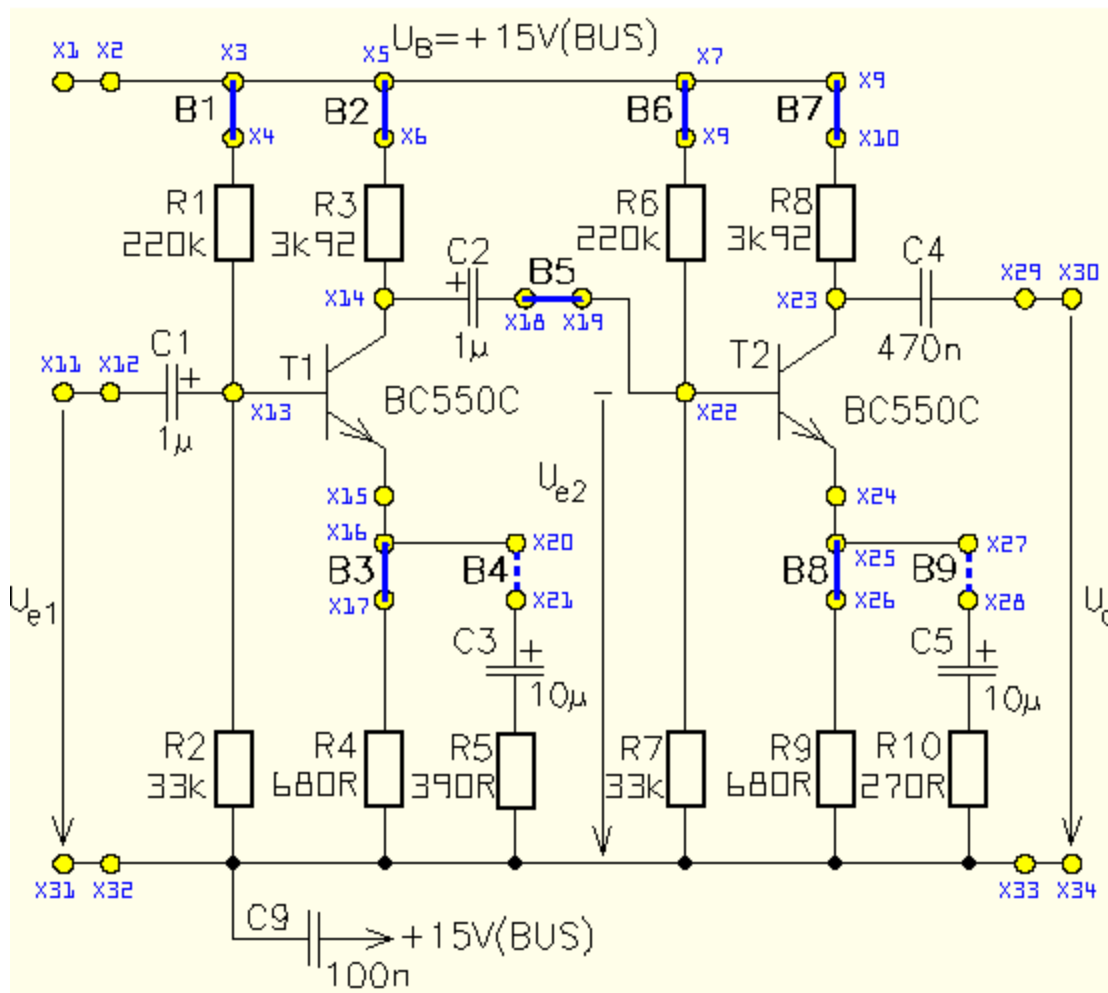 U_B=+15V(BUS)
X1 X2 X3 X5 X7 X9
B1 B2 B6 B7
X4 X6 X9 X10
R1 R3 R6 R8
220k 3k92 220k 3k92
C2 B5 C4 X29 X30
X14 + X23
X18 X19
C1 1µ 470n
X11 X12 + T1 T2
X13 BC550C X22 BC550C
1µ
U_e2
X15 X24
X16 X20 X25 X27
B3 B4 B8 B9
X17 X21 X26 X28
U_e1
C3 + C5 +
10µ 10µ
R2 R4 R5 R7 R9 R10
33k 680R 390R 33k 680R 270R
X31 X32 X33 X34
C9 +15V(BUS)
100n